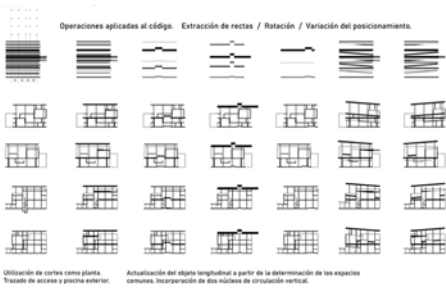 Operaciones aplicadas al código. Extracción de rectas / Rotación / Variación del posicionamiento.
Utilización de cortes como planta.
Trazado de acceso y piscina exterior.
Actualización del objeto longitudinal a partir de la determinación de los espacios
comunes. Incorporación de dos núcleos de circulación vertical.